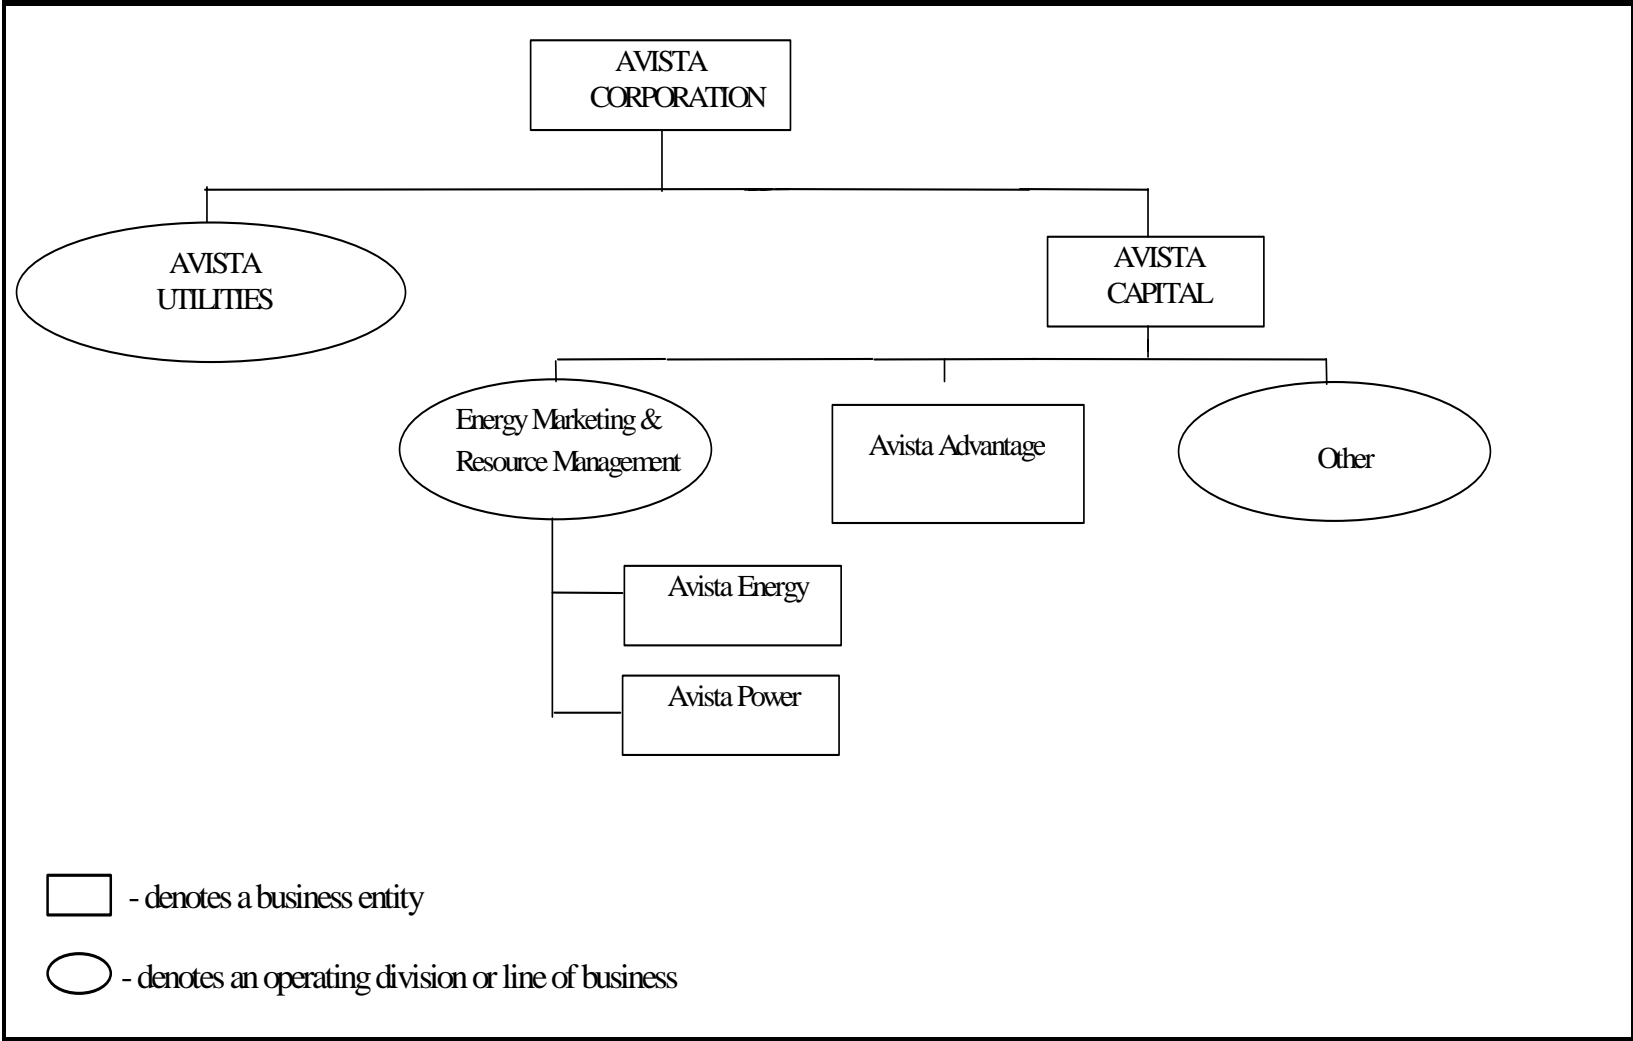 AVISTA
CORPORATION
AVISTA
UTILITIES
AVISTA
CAPITAL
Energy Marketing &
Resource Management
Avista Advantage
Other
Avista Energy
Avista Power
- denotes a business entity
- denotes an operating division or line of business